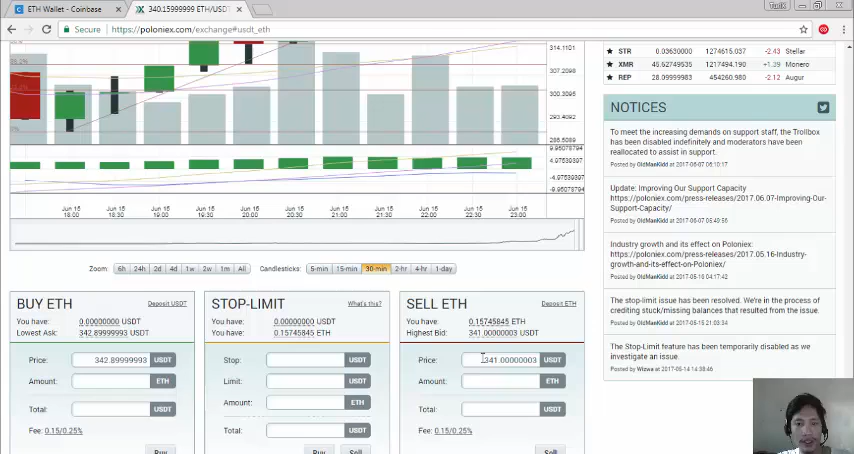 ETH Wallet - Coinbase
340.15999999 ETH/USD
TuciX
Secure
https://poloniex.com/exchange#usdt_eth
314.1101
307.2096
300.3095
293.4092
286.5089
9.95078794
4.97539397
-4.97539397
-9.95078794
Jun 15 18:00
Jun 15 18:30
Jun 15 19:00
Jun 15 19:30
Jun 15 20:00
Jun 15 20:30
Jun 15 21:00
Jun 15 21:30
Jun 15 22:00
Jun 15 22:30
Jun 15 23:00
Zoom: 6h 24h 2d 4d 1w 2w 1m All
Candlesticks: 5-min 15-min 30-min 2-hr 4-hr 1-day
BUY ETH
Deposit USDT
You have: 0.00000000 USDT
Lowest Ask: 342.89999993 USDT
Price: 342.89999993 USDT
Amount: ETH
Total: USDT
Fee: 0.15/0.25%
Buy
STOP-LIMIT
What's this?
You have: 0.00000000 USDT
You have: 0.15745845 ETH
Stop: USDT
Limit: USDT
Amount: ETH
Total: USDT
Buy Sell
SELL ETH
Deposit ETH
You have: 0.15745845 ETH
Highest Bid: 341.00000003 USDT
Price: 341.00000003 USDT
Amount: ETH
Total: USDT
Fee: 0.15/0.25%
Sell
STR 0.03630000 1274615.037 -2.43 Stellar
XMR 45.62749535 1217494.190 +1.39 Monero
REP 28.09999983 454260.980 -2.12 Augur
NOTICES
To meet the increasing demands on support staff, the Trollbox
has been disabled indefinitely and moderators have been
reallocated to assist in support.
Posted by OldManKidd at 2017-06-07 06:10:17
Update: Improving Our Support Capacity
https://poloniex.com/press-releases/2017.06.07-Improving-Our-
Support-Capacity/
Posted by OldManKidd at 2017-06-07 05:49:56
Industry growth and its effect on Poloniex:
https://poloniex.com/press-releases/2017.05.16-Industry-
growth-and-its-effect-on-Poloniex/
Posted by OldManKidd at 2017-05-16 04:17:42
The stop-limit issue has been resolved. We're in the process of
crediting stuck/missing balances that resulted from the issue.
Posted by OldManKidd at 2017-05-15 21:03:34
The Stop-Limit feature has been temporarily disabled as we
investigate an issue.
Posted by Wizwa at 2017-05-14 14:38:46